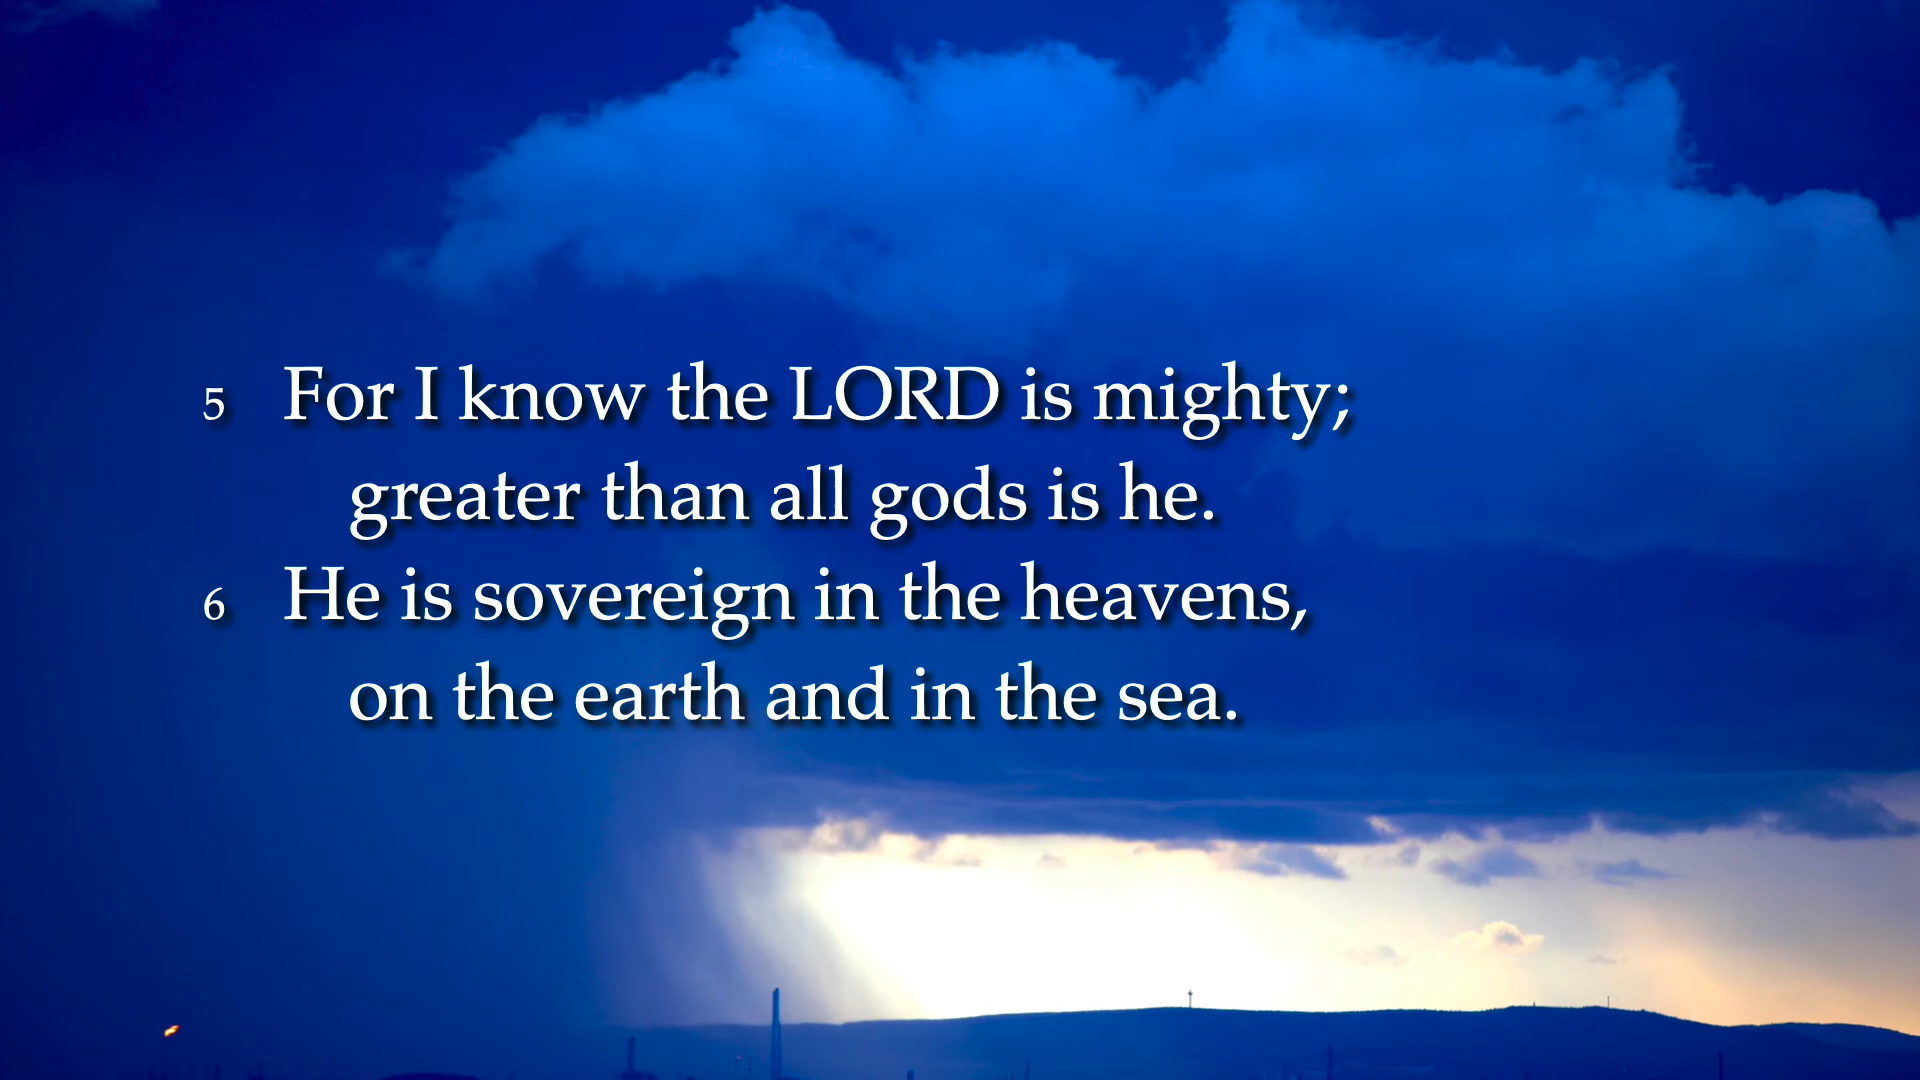 5 For I know the LORD is mighty;
greater than all gods is he.
6 He is sovereign in the heavens,
on the earth and in the sea.